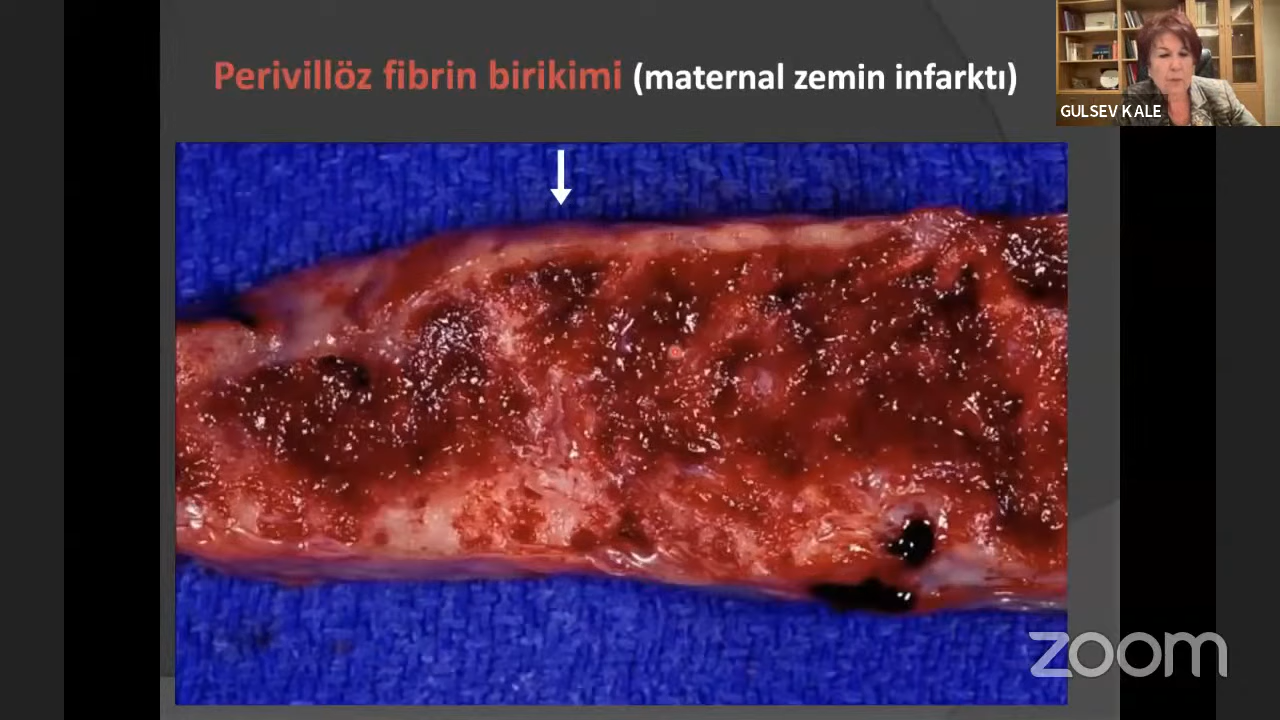 Perivillöz fibrin birikimi (maternal zemin infarktı)
GULSEV KALE
zoom